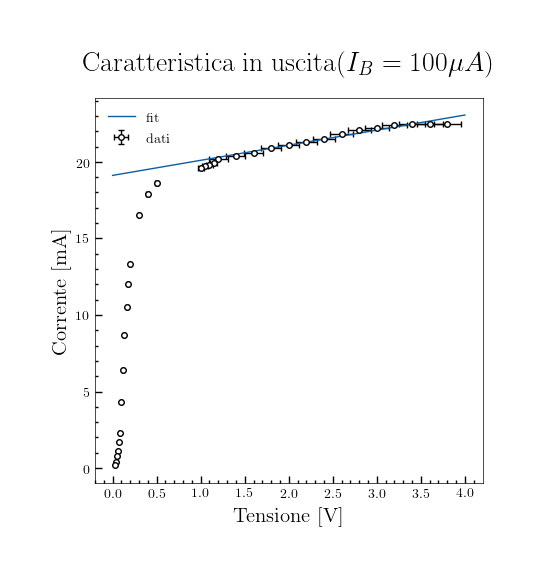 Caratteristica in uscita(I_B = 100μA)
fit
dati
Corrente [mA]
20
15
10
5
0
0.0 0.5 1.0 1.5 2.0 2.5 3.0 3.5 4.0
Tensione [V]